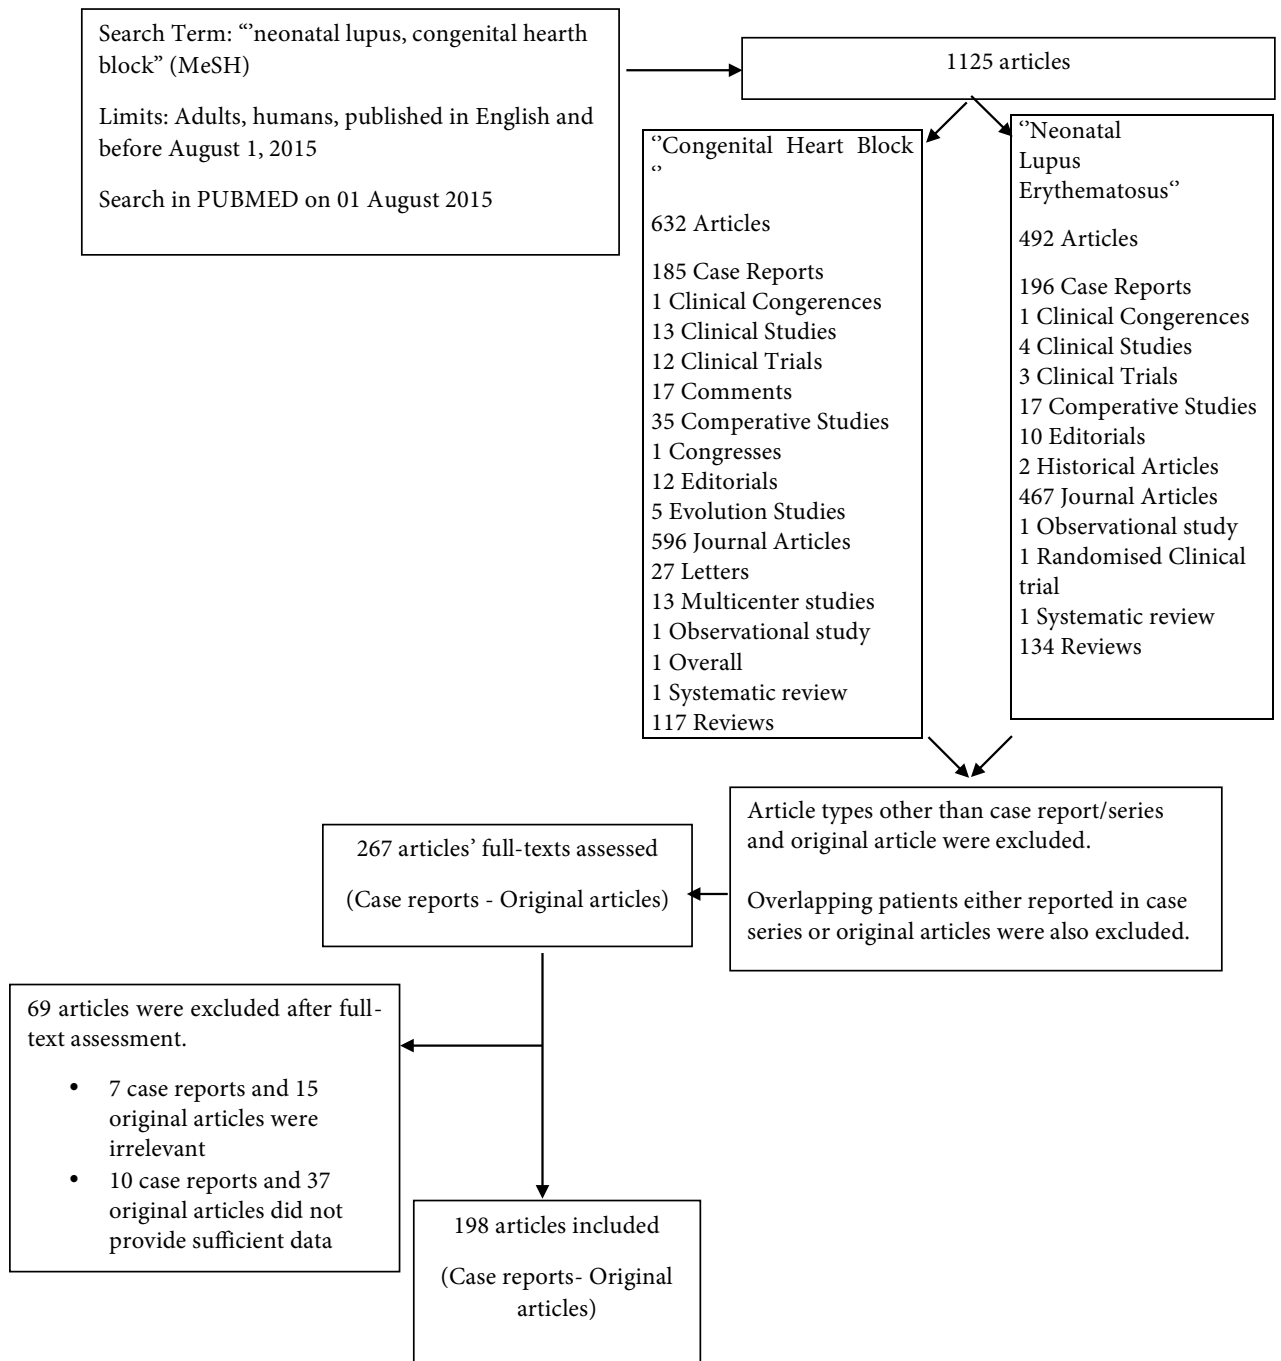 Search Term: “’neonatal lupus, congenital hearth
block” (MeSH)
Limits: Adults, humans, published in English and
before August 1, 2015
Search in PUBMED on 01 August 2015
1125 articles
‘’Congenital Heart Block
‘’
632 Articles
185 Case Reports
1 Clinical Congerences
13 Clinical Studies
12 Clinical Trials
17 Comments
35 Comperative Studies
1 Congresses
12 Editorials
5 Evolution Studies
596 Journal Articles
27 Letters
13 Multicenter studies
1 Observational study
1 Overall
1 Systematic review
117 Reviews
‘’Neonatal
Lupus
Erythematosus‘’
492 Articles
196 Case Reports
1 Clinical Congerences
4 Clinical Studies
3 Clinical Trials
17 Comperative Studies
10 Editorials
2 Historical Articles
467 Journal Articles
1 Observational study
1 Randomised Clinical
trial
1 Systematic review
134 Reviews
Article types other than case report/series
and original article were excluded.
Overlapping patients either reported in case
series or original articles were also excluded.
267 articles’ full-texts assessed
(Case reports - Original articles)
69 articles were excluded after full-
text assessment.
• 7 case reports and 15
original articles were
irrelevant
• 10 case reports and 37
original articles did not
provide sufficient data
198 articles included
(Case reports- Original
articles)